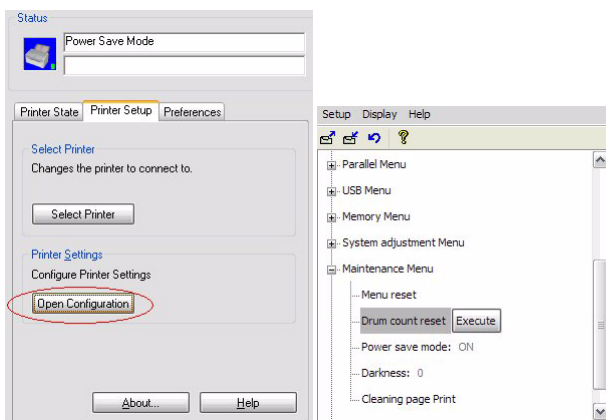 Status
Power Save Mode
Printer State Printer Setup Preferences
Select Printer
Changes the printer to connect to.
Select Printer
Printer Settings
Configure Printer Settings
Open Configuration
About... Help
Setup Display Help
Parallel Menu
USB Menu
Memory Menu
System adjustment Menu
Maintenance Menu
Menu reset
Drum count reset Execute
Power save mode: ON
Darkness: 0
Cleaning page Print